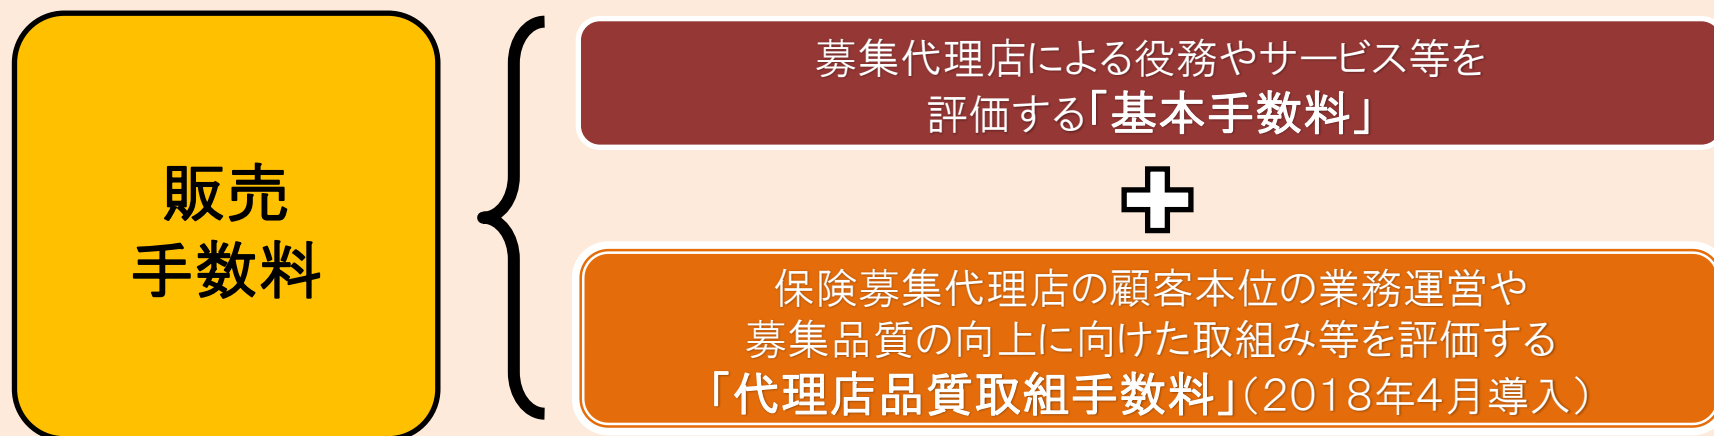 販売
手数料
募集代理店による役務やサービス等を
評価する「基本手数料」
保険募集代理店の顧客本位の業務運営や
募集品質の向上に向けた取組み等を評価する
「代理店品質取組手数料」（2018年4月導入）